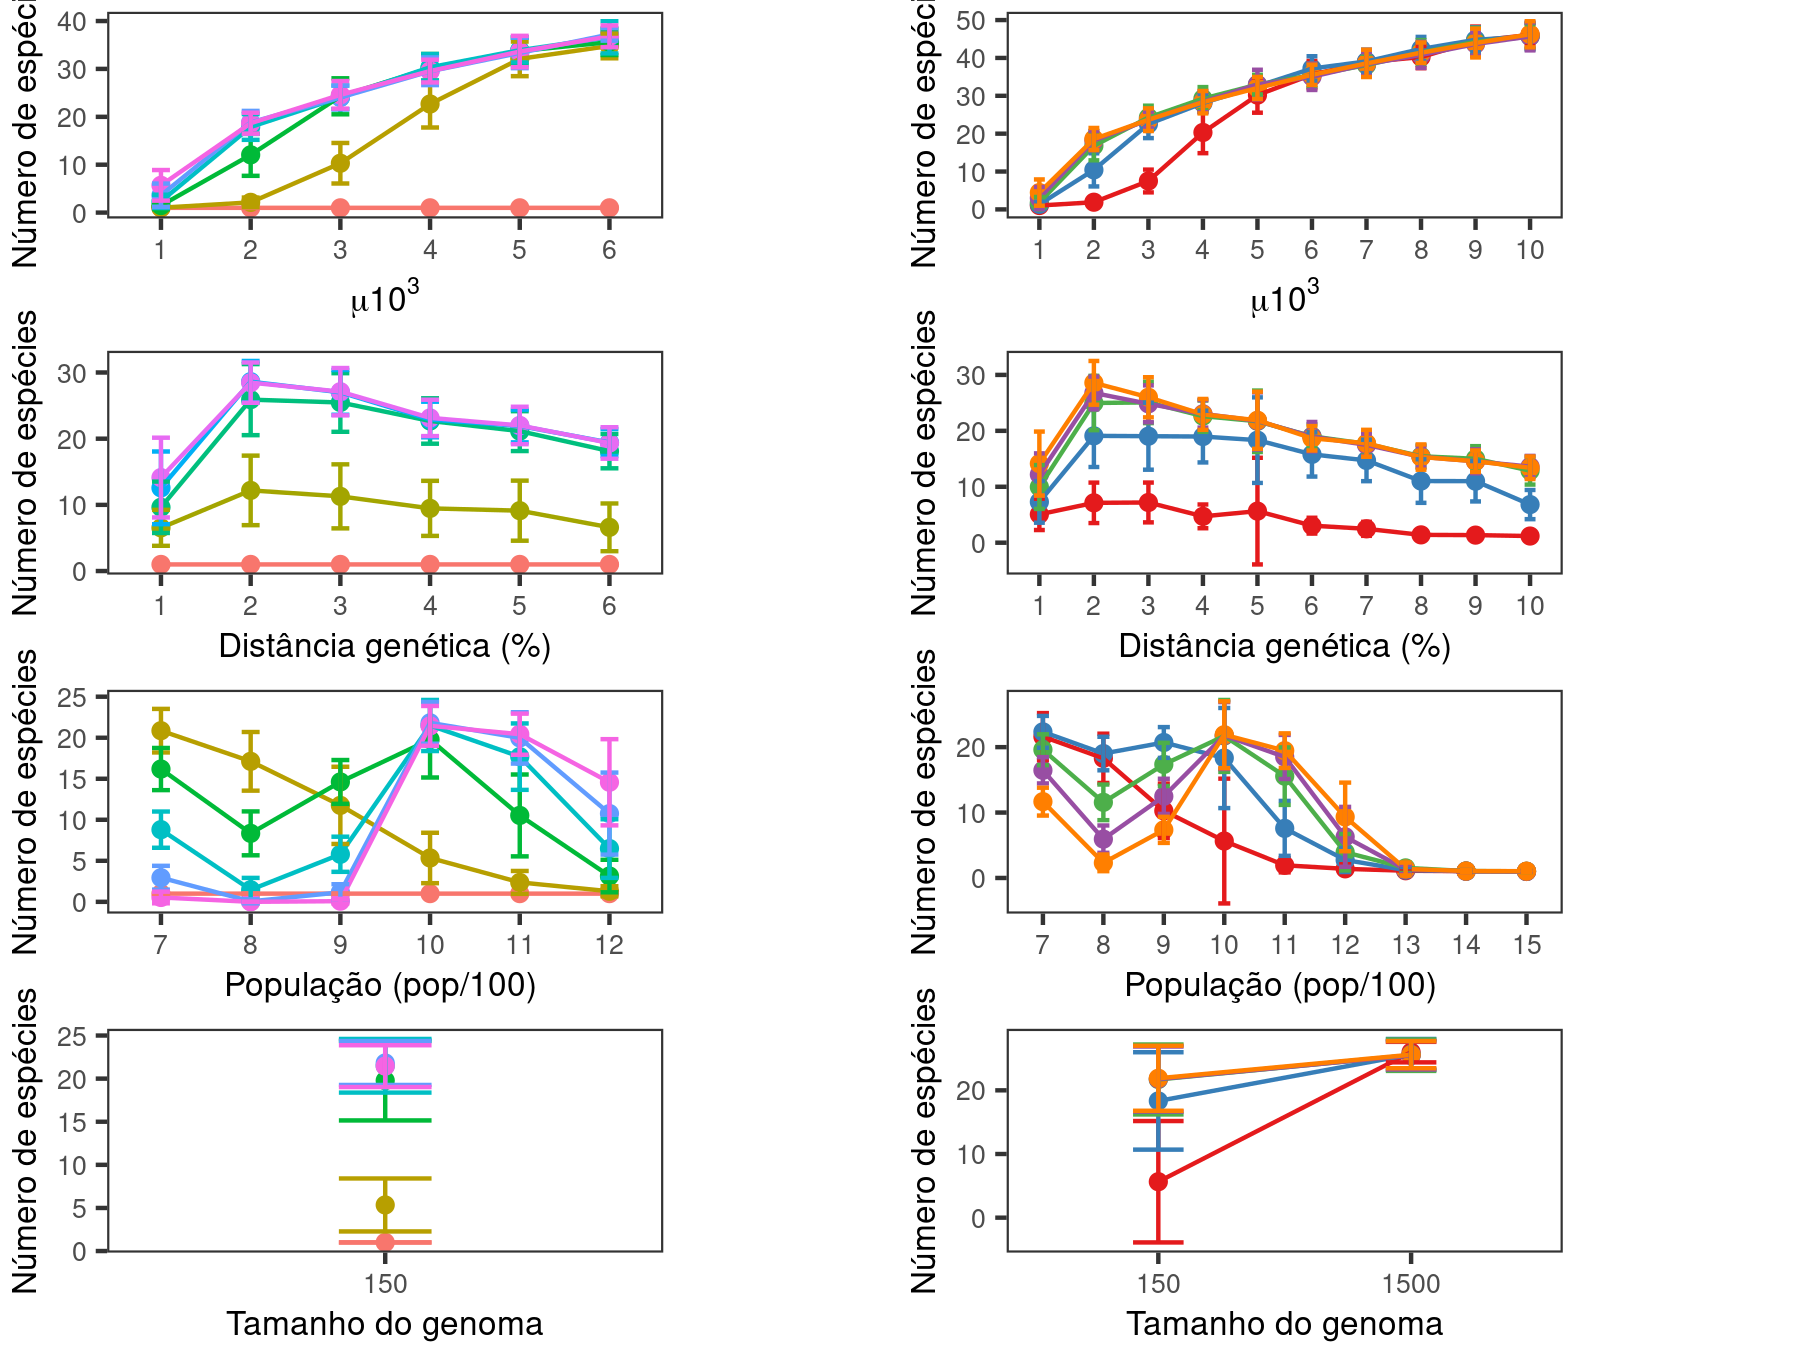 Número de espéci
40
30
20
10
0
1 2 3 4 5 6
μ10³
Número de espéci
50
40
30
20
10
0
1 2 3 4 5 6 7 8 9 10
μ10³
Número de espécies
30
20
10
0
1 2 3 4 5 6
Distância genética (%)
Número de espécies
30
20
10
0
1 2 3 4 5 6 7 8 9 10
Distância genética (%)
Número de espécies
25
20
15
10
5
0
7 8 9 10 11 12
População (pop/100)
Número de espécies
20
10
0
7 8 9 10 11 12 13 14 15
População (pop/100)
Número de espécies
25
20
15
10
5
0
150
Tamanho do genoma
Número de espécies
20
10
0
150 1500
Tamanho do genoma